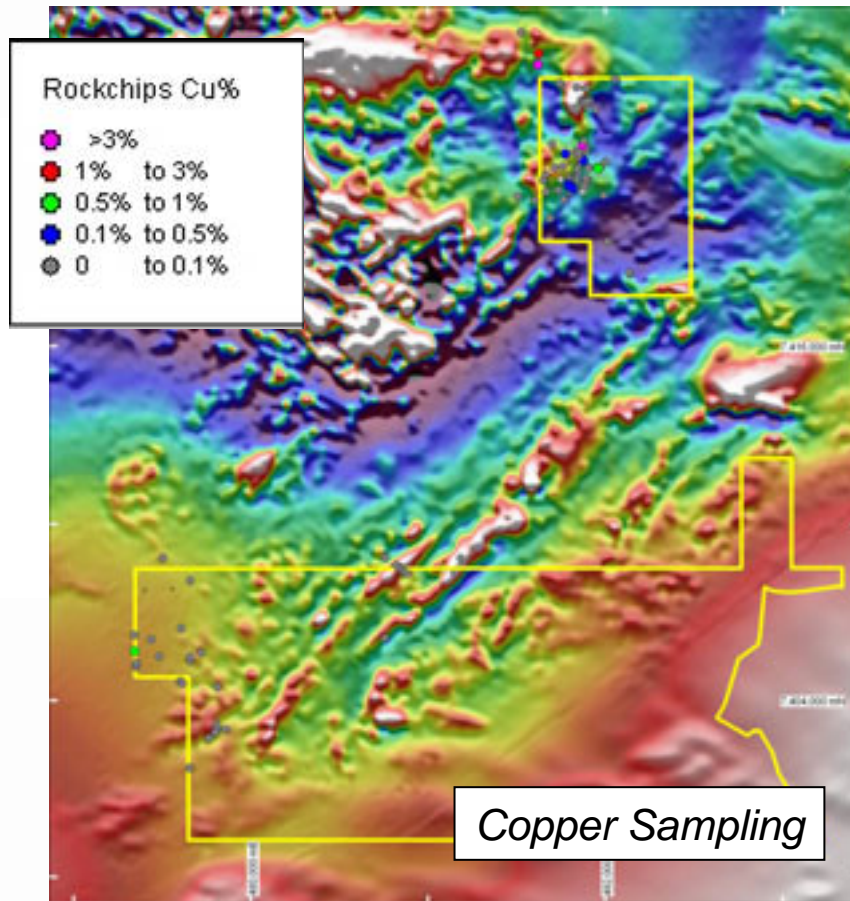 Rockchips Cu%
>3%
1% to 3%
0.5% to 1%
0.1% to 0.5%
0 to 0.1%
Copper Sampling